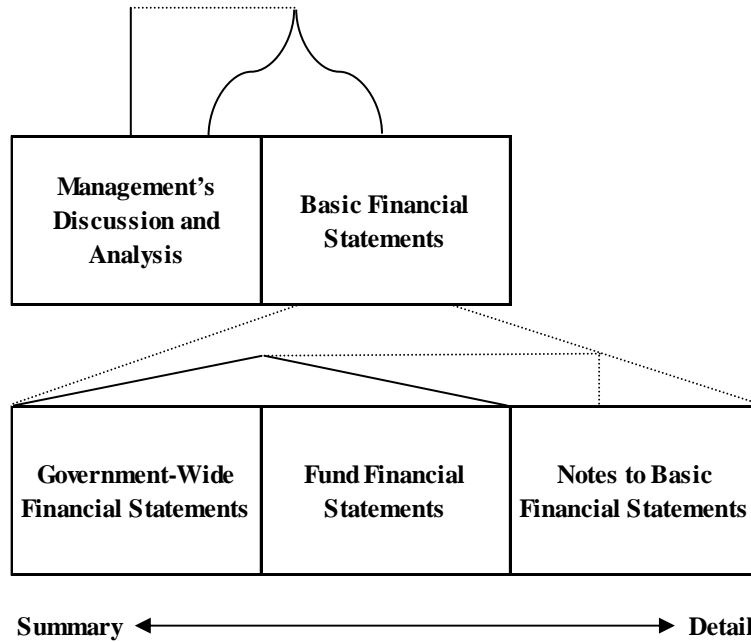 Management’s
Discussion and
Analysis
Basic Financial
Statements
Government-Wide
Financial Statements
Fund Financial
Statements
Notes to Basic
Financial Statements
Summary
Detail